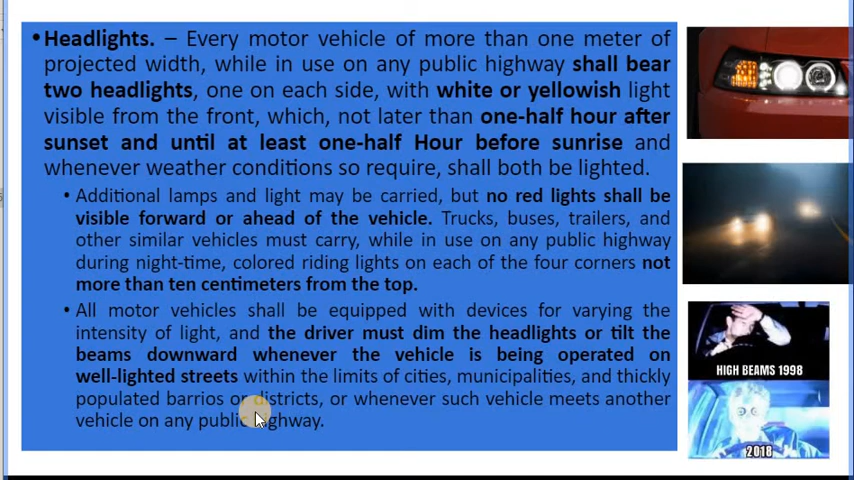 •Headlights. – Every motor vehicle of more than one meter of
projected width, while in use on any public highway shall bear
two headlights, one on each side, with white or yellowish light
visible from the front, which, not later than one-half hour after
sunset and until at least one-half Hour before sunrise and
whenever weather conditions so require, shall both be lighted.
• Additional lamps and light may be carried, but no red lights shall be
visible forward or ahead of the vehicle. Trucks, buses, trailers, and
other similar vehicles must carry, while in use on any public highway
during night-time, colored riding lights on each of the four corners not
more than ten centimeters from the top.
• All motor vehicles shall be equipped with devices for varying the
intensity of light, and the driver must dim the headlights or tilt the
beams downward whenever the vehicle is being operated on
well-lighted streets within the limits of cities, municipalities, and thickly
populated barrios or districts, or whenever such vehicle meets another
vehicle on any public highway.
HIGH BEAMS 1998
2018